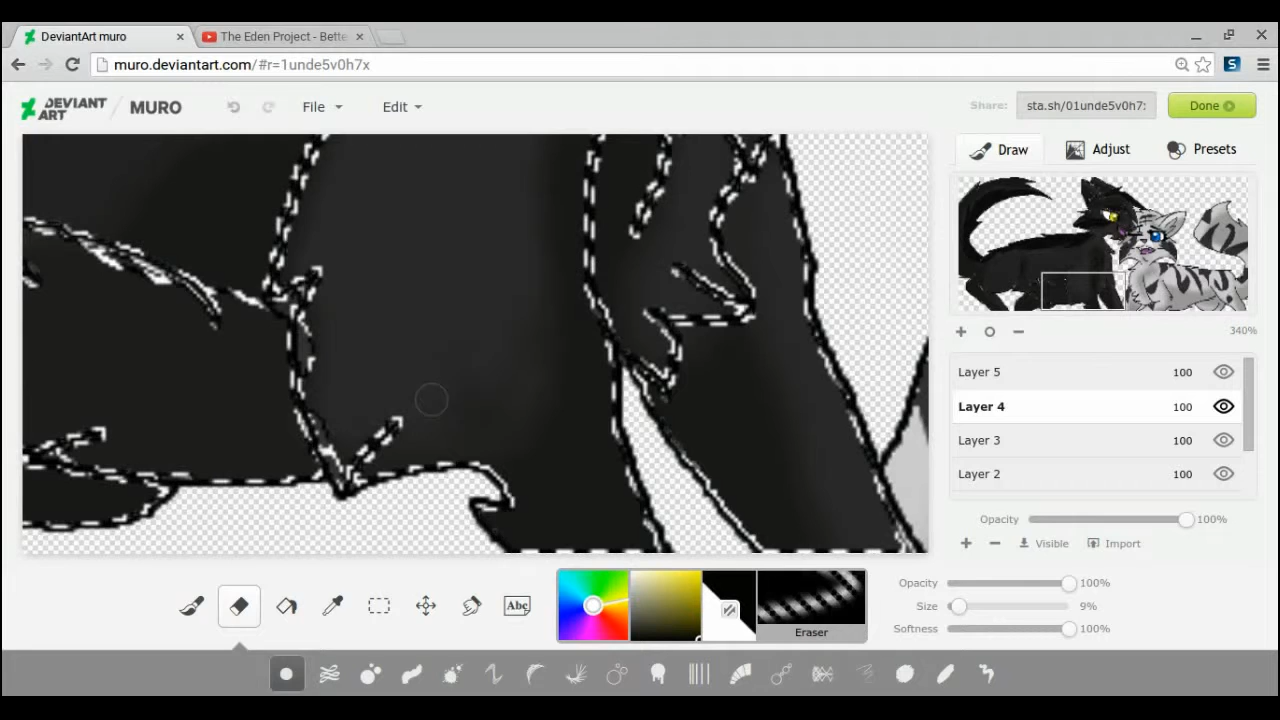 DeviantArt muro
The Eden Project - Bette
muro.deviantart.com/#r=1unde5v0h7x
DEVIANT ART / MURO
File
Edit
Share:
sta.sh/01unde5v0h7:
Done
Draw
Adjust
Presets
340%
Layer 5 100
Layer 4 100
Layer 3 100
Layer 2 100
Opacity 100%
Visible
Import
Abc
Eraser
Opacity 100%
Size 9%
Softness 100%